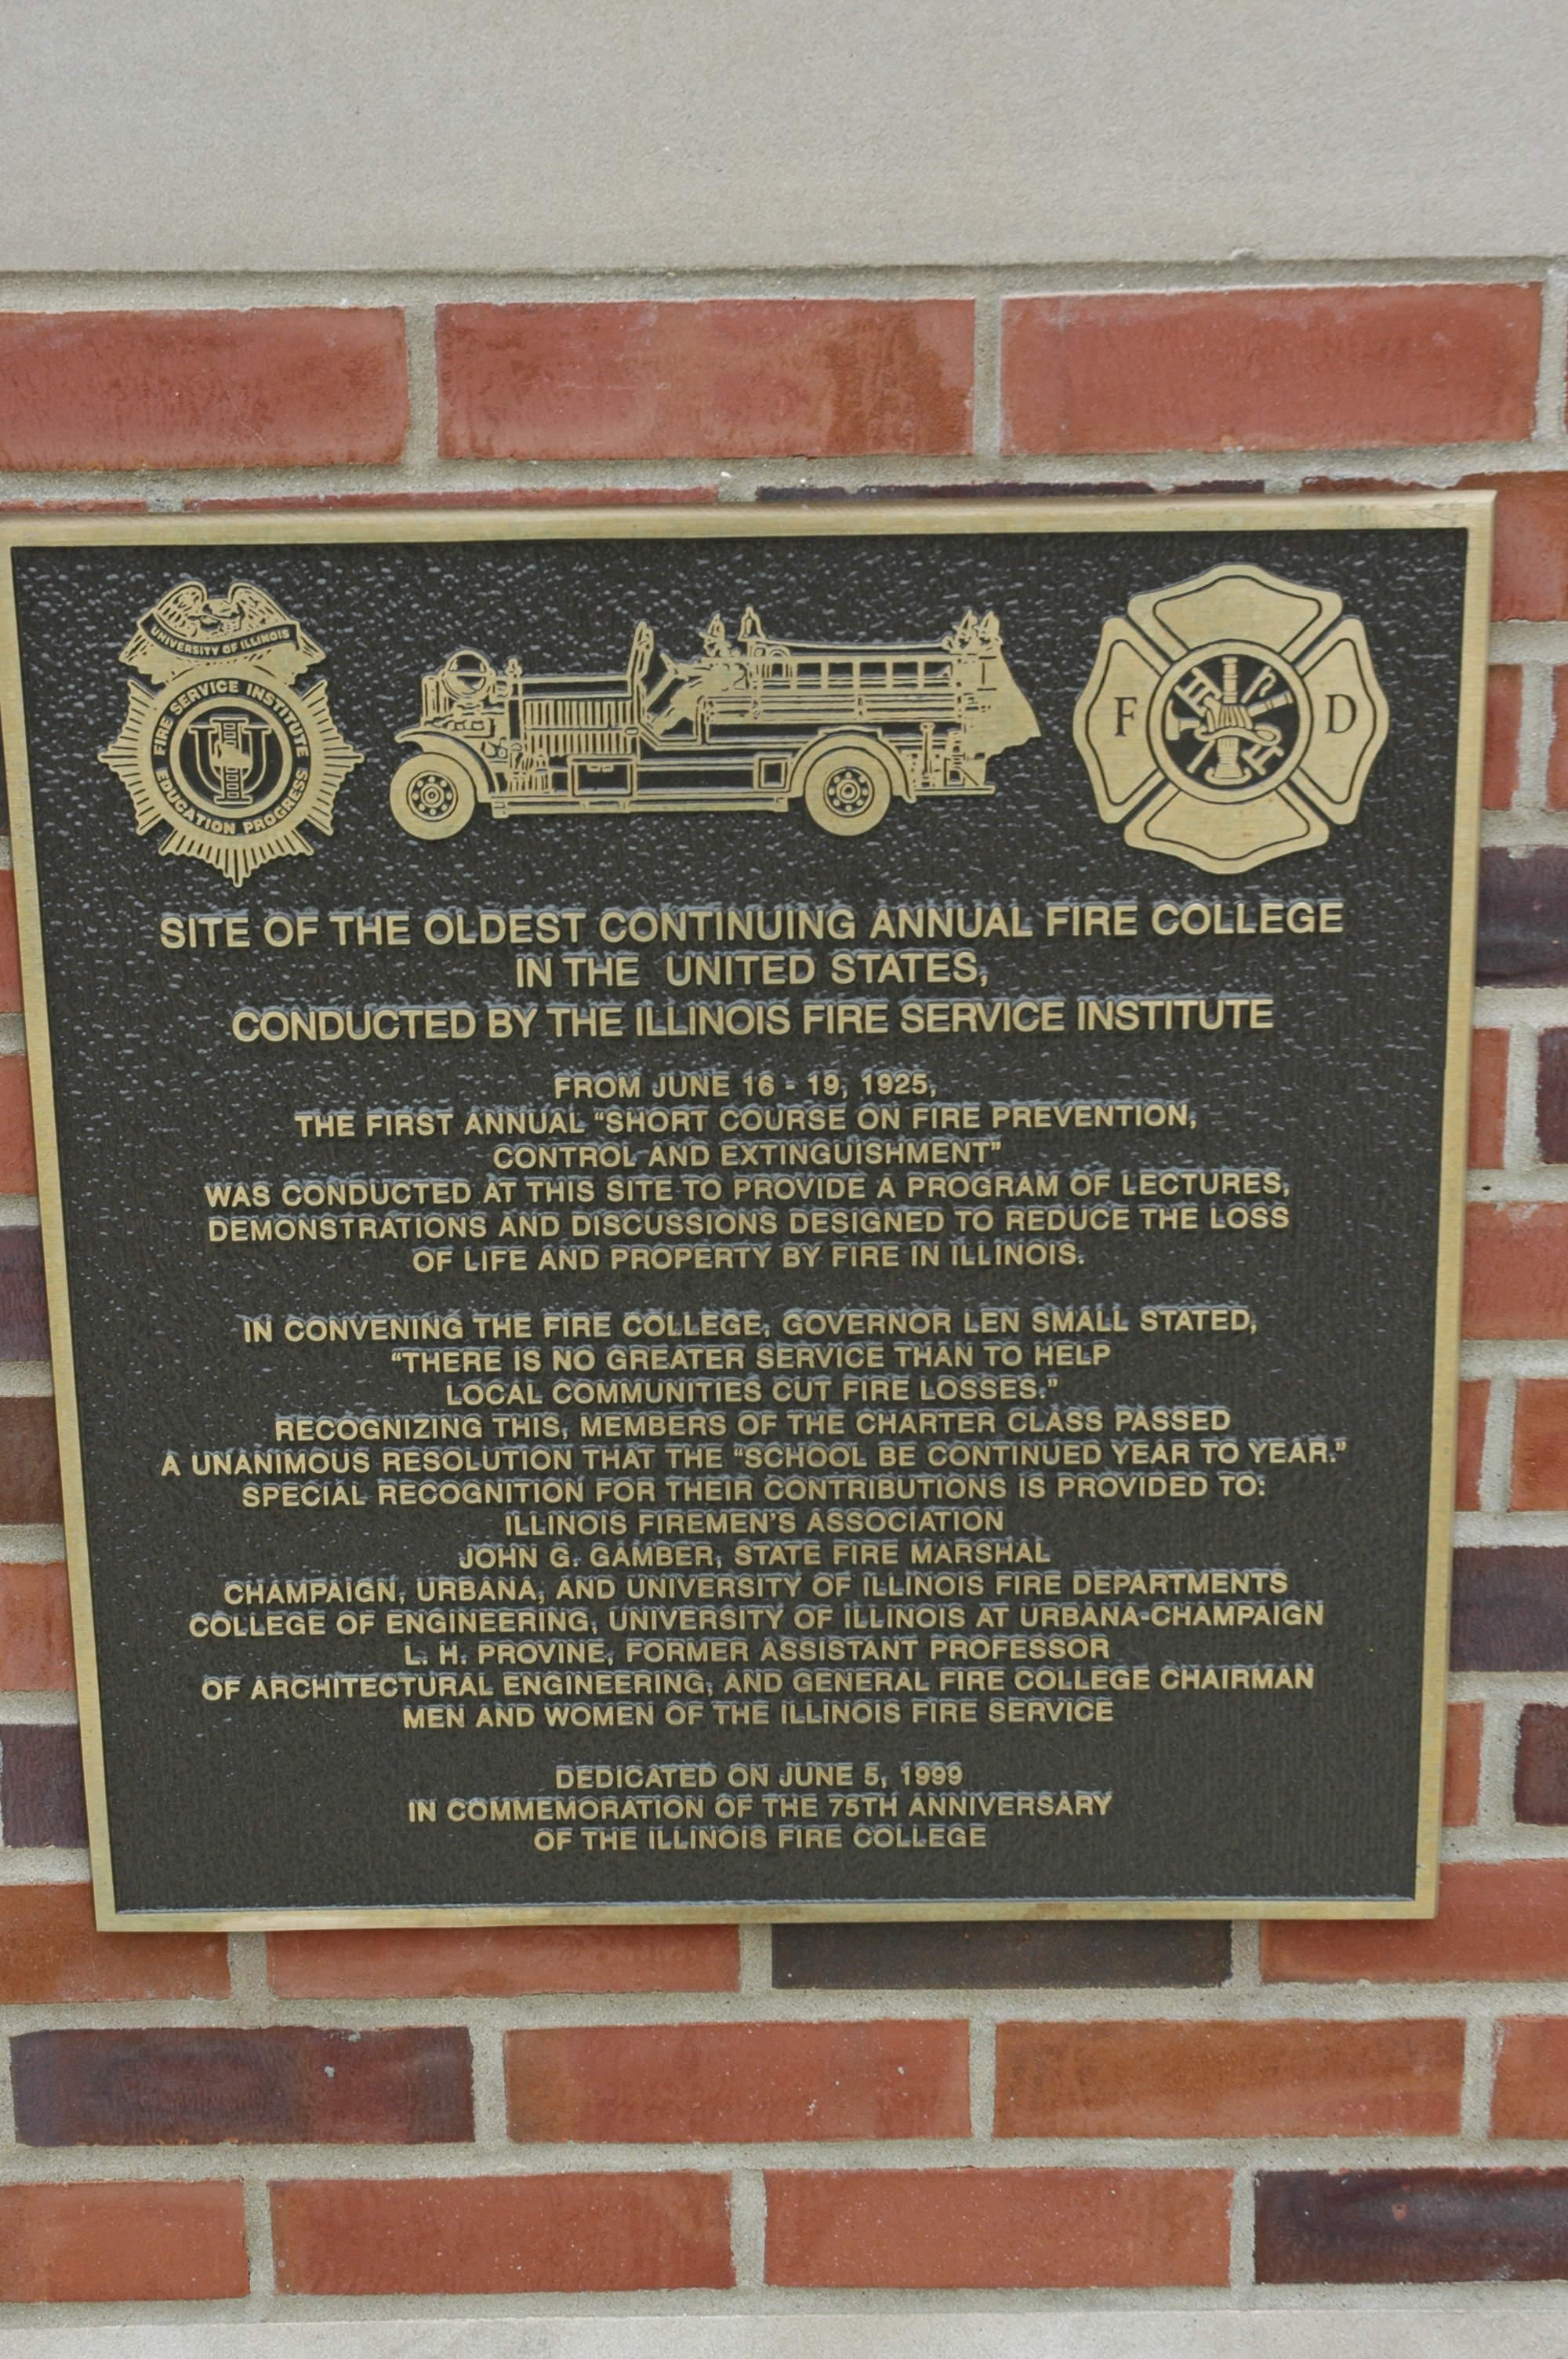 UNIVERSITY OF ILLINOIS
FIRE SERVICE INSTITUTE
EDUCATION PROGRESS
F D
SITE OF THE OLDEST CONTINUING ANNUAL FIRE COLLEGE
IN THE UNITED STATES,
CONDUCTED BY THE ILLINOIS FIRE SERVICE INSTITUTE
FROM JUNE 16 - 19, 1925,
THE FIRST ANNUAL “SHORT COURSE ON FIRE PREVENTION,
CONTROL AND EXTINGUISHMENT”
WAS CONDUCTED AT THIS SITE TO PROVIDE A PROGRAM OF LECTURES,
DEMONSTRATIONS AND DISCUSSIONS DESIGNED TO REDUCE THE LOSS
OF LIFE AND PROPERTY BY FIRE IN ILLINOIS.
IN CONVENING THE FIRE COLLEGE, GOVERNOR LEN SMALL STATED,
“THERE IS NO GREATER SERVICE THAN TO HELP
LOCAL COMMUNITIES CUT FIRE LOSSES.”
RECOGNIZING THIS, MEMBERS OF THE CHARTER CLASS PASSED
A UNANIMOUS RESOLUTION THAT THE “SCHOOL BE CONTINUED YEAR TO YEAR.”
SPECIAL RECOGNITION FOR THEIR CONTRIBUTIONS IS PROVIDED TO:
ILLINOIS FIREMEN'S ASSOCIATION
JOHN G. GAMBER, STATE FIRE MARSHAL
CHAMPAIGN, URBANA, AND UNIVERSITY OF ILLINOIS FIRE DEPARTMENTS
COLLEGE OF ENGINEERING, UNIVERSITY OF ILLINOIS AT URBANA-CHAMPAIGN
L. H. PROVINE, FORMER ASSISTANT PROFESSOR
OF ARCHITECTURAL ENGINEERING, AND GENERAL FIRE COLLEGE CHAIRMAN
MEN AND WOMEN OF THE ILLINOIS FIRE SERVICE
DEDICATED ON JUNE 5, 1999
IN COMMEMORATION OF THE 75TH ANNIVERSARY
OF THE ILLINOIS FIRE COLLEGE